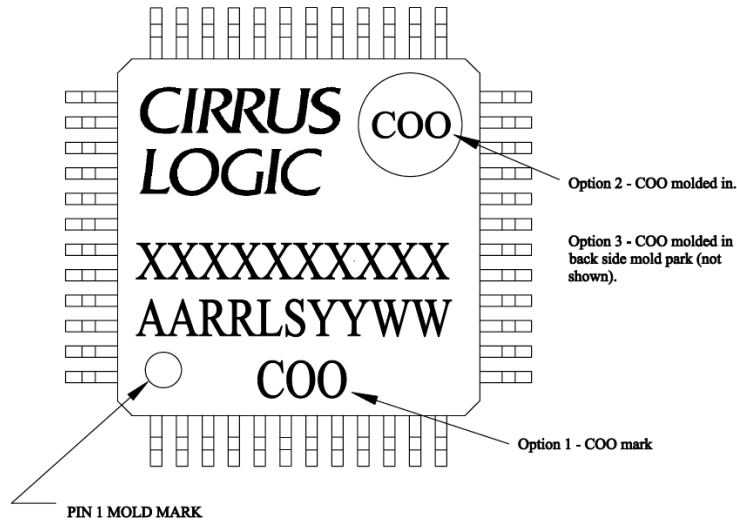 CIRRUS
LOGIC
COO
Option 2 - COO molded in.
Option 3 - COO molded in
back side mold park (not
shown).
XXXXXXXXXX
AARRLSYYWW
COO
Option 1 - COO mark
PIN 1 MOLD MARK